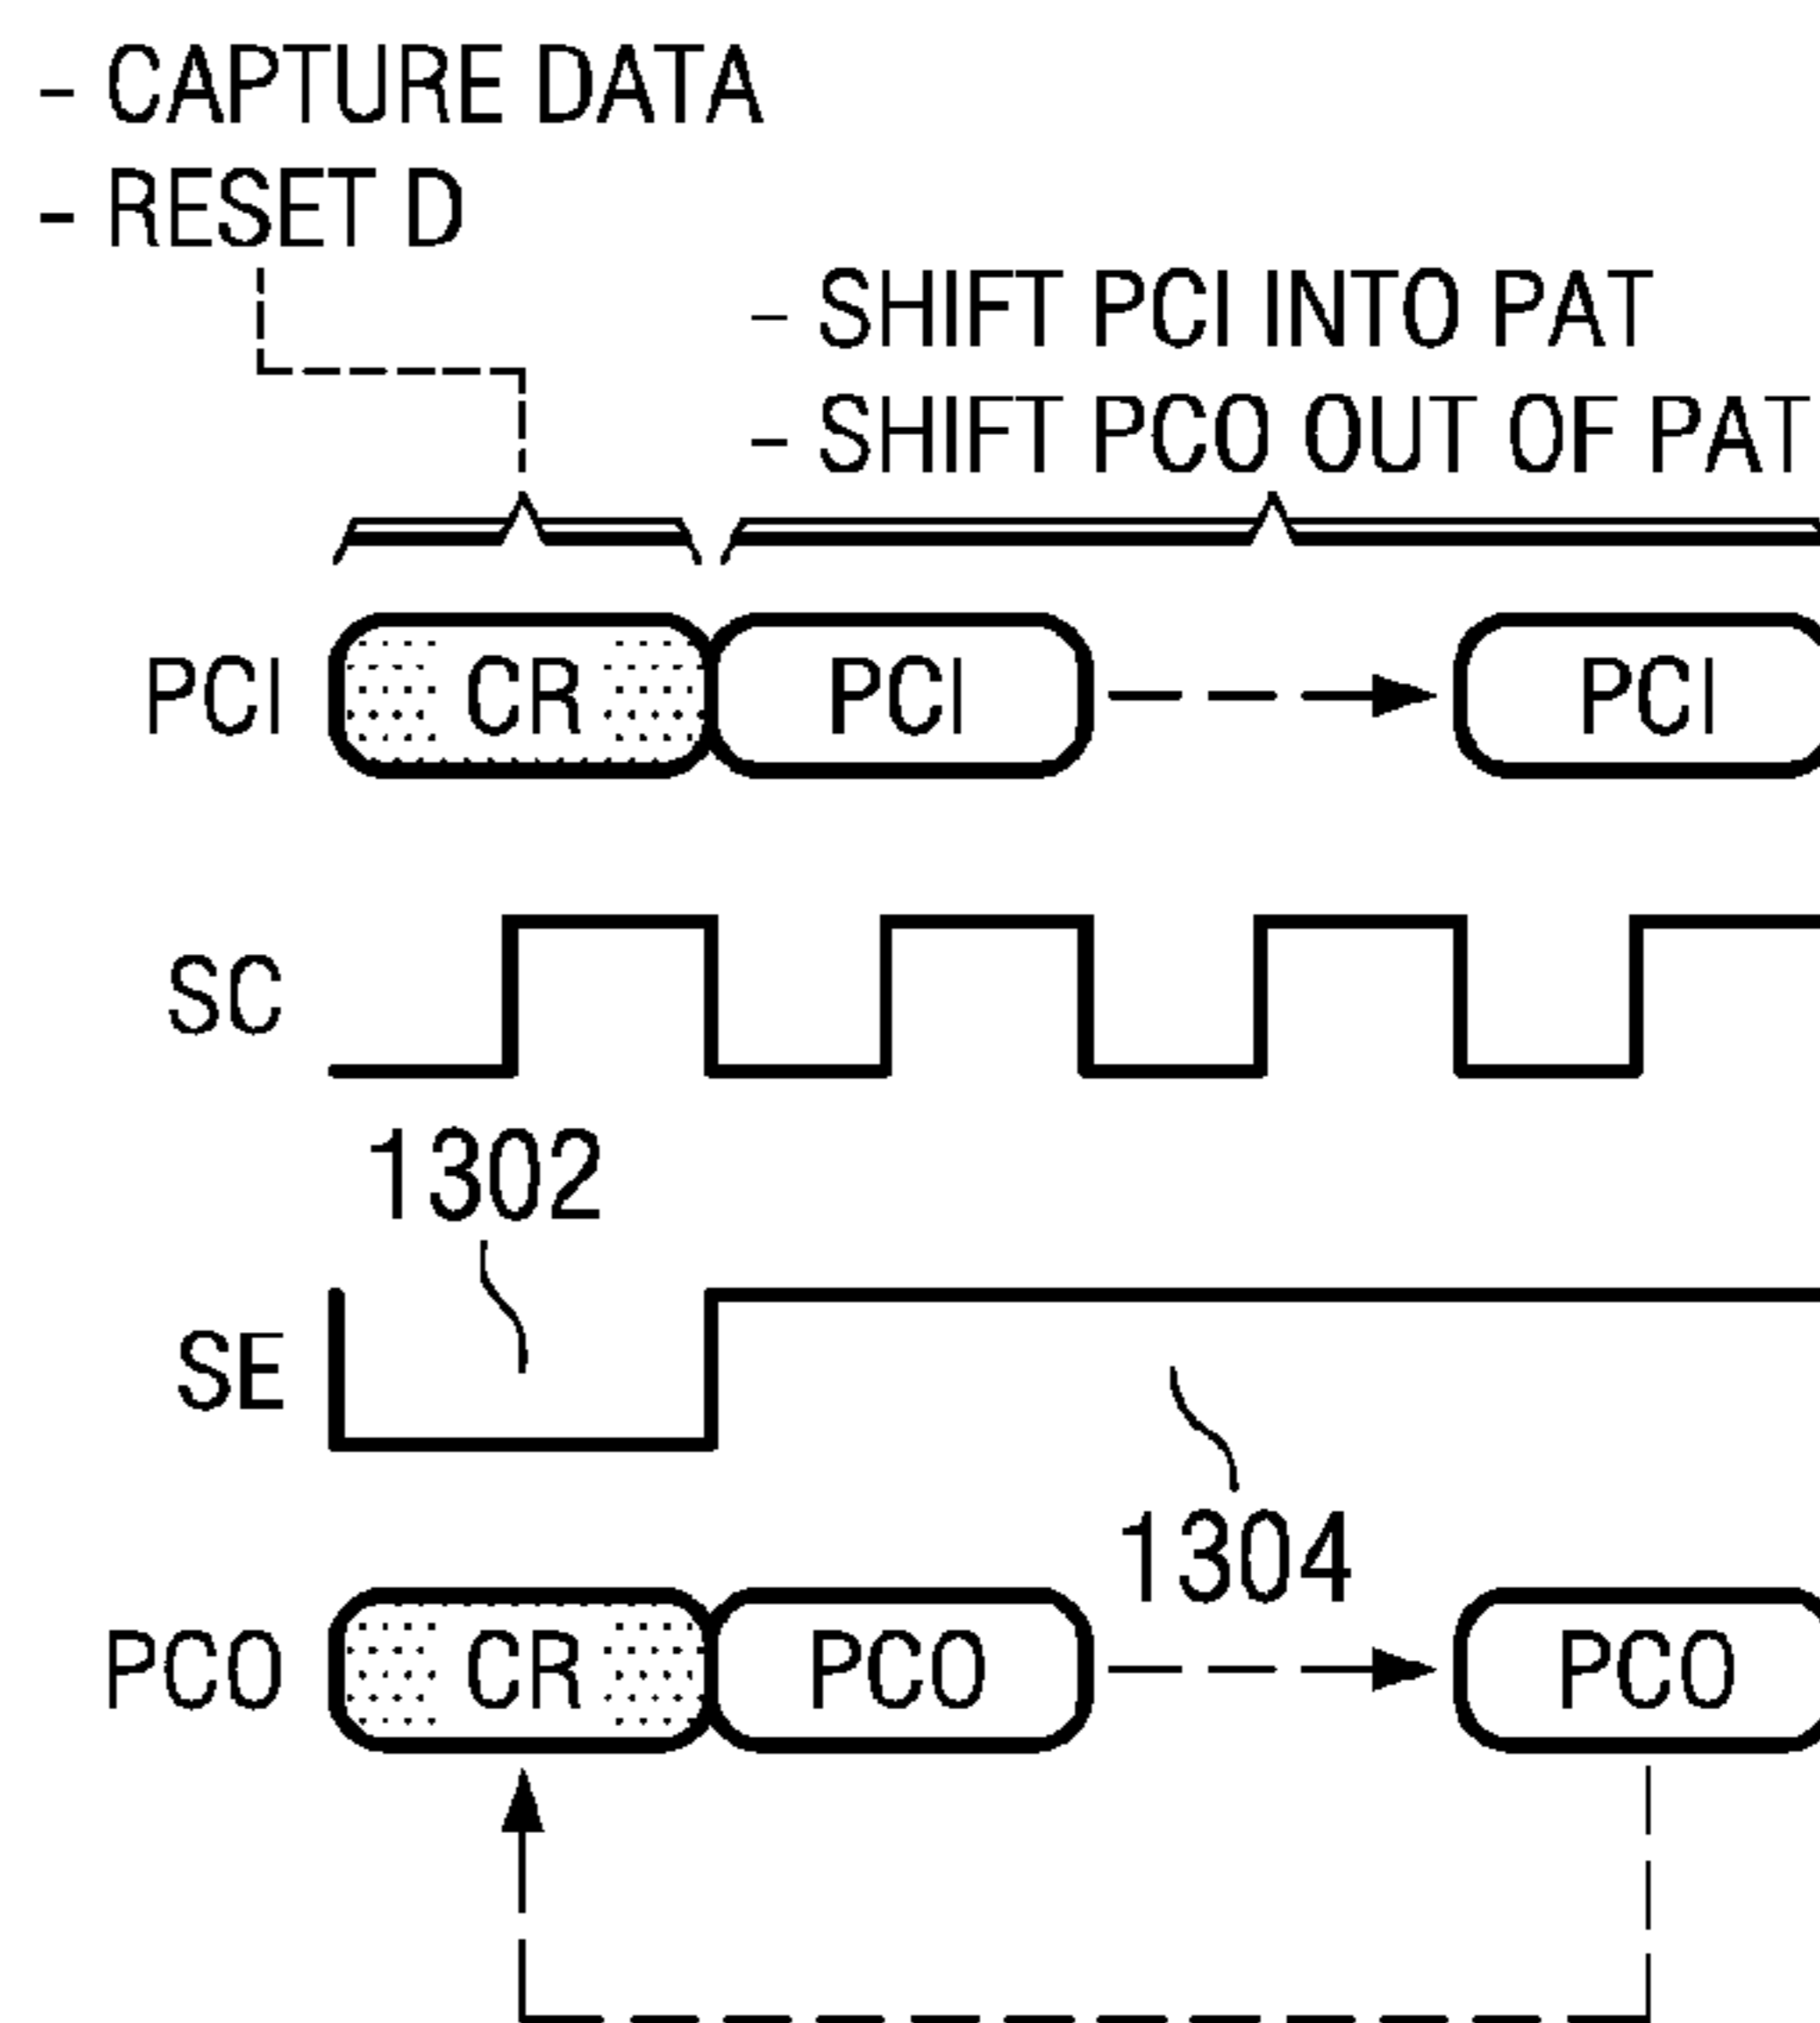 - CAPTURE DATA
- RESET D
- SHIFT PCI INTO PAT
- SHIFT PCO OUT OF PAT
PCI CR PCI PCI
SC
1302
SE
1304
PCO CR PCO PCO